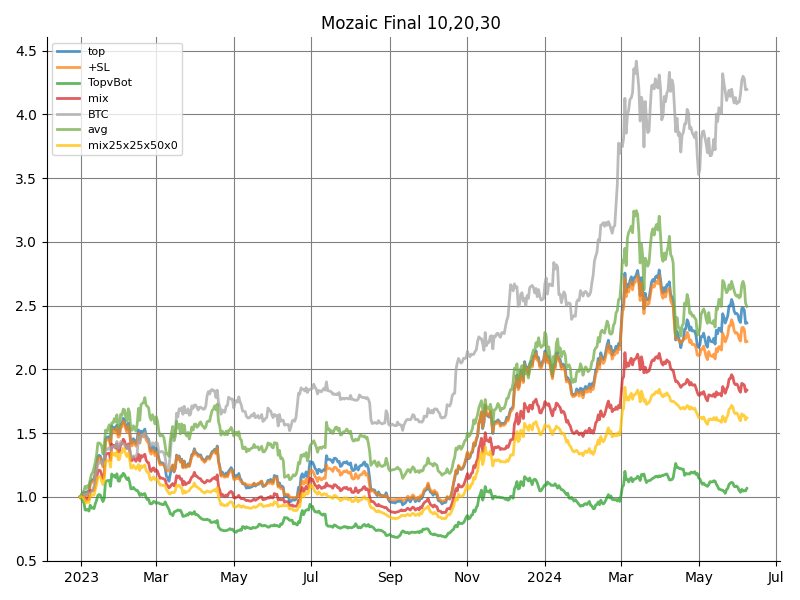 Mozaic Final 10,20,30
top
+SL
TopvBot
mix
BTC
avg
mix25x25x50x0
4.5
4.0
3.5
3.0
2.5
2.0
1.5
1.0
0.5
2023 Mar May Jul Sep Nov 2024 Mar May Jul